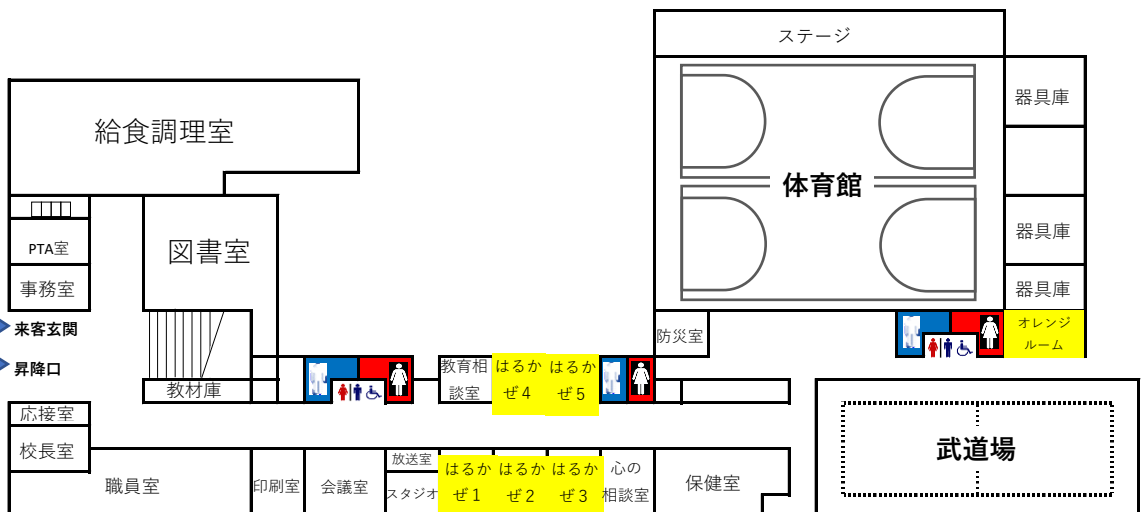 ステージ
器具庫
給食調理室
体育館
PTA室
図書室
器具庫
事務室
器具庫
来客玄関
防災室
オレンジ
ルーム
昇降口
教材庫
教育相
談室
はるか
ぜ4
はるか
ぜ5
応接室
校長室
武道場
職員室
印刷室
会議室
放送室
スタジオ
はるか
ぜ1
はるか
ぜ2
はるか
ぜ3
心の
相談室
保健室